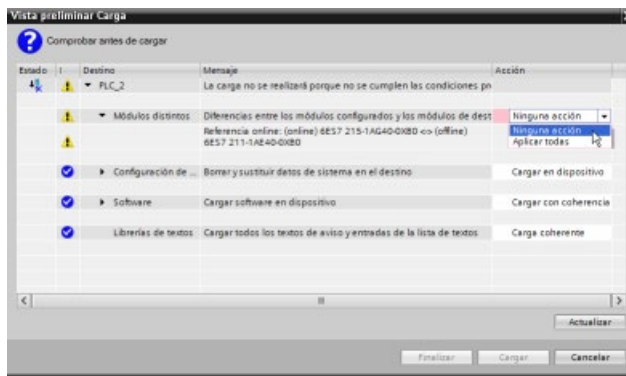 Vista preliminar Carga
Comprobar antes de cargar
Estado ! Destino Mensaje Acción
PLC_2 La carga no se realizará porque no se cumplen las condiciones pr
Módulos distintos Diferencias entre los módulos configurados y los módulos de dest Ninguna acción
Referencia online: (online) 6ES7 215-1AG40-0XB0 <> (offline) Ninguna acción
6ES7 211-1AE40-0XB0 Aplicar todas
Configuración de ... Borrar y sustituir datos de sistema en el destino Cargar en dispositivo
Software Cargar software en dispositivo Cargar con coherencia
Librerías de textos Cargar todos los textos de aviso y entradas de la lista de textos Carga coherente
Actualizar
Finalizar Cargar Cancelar